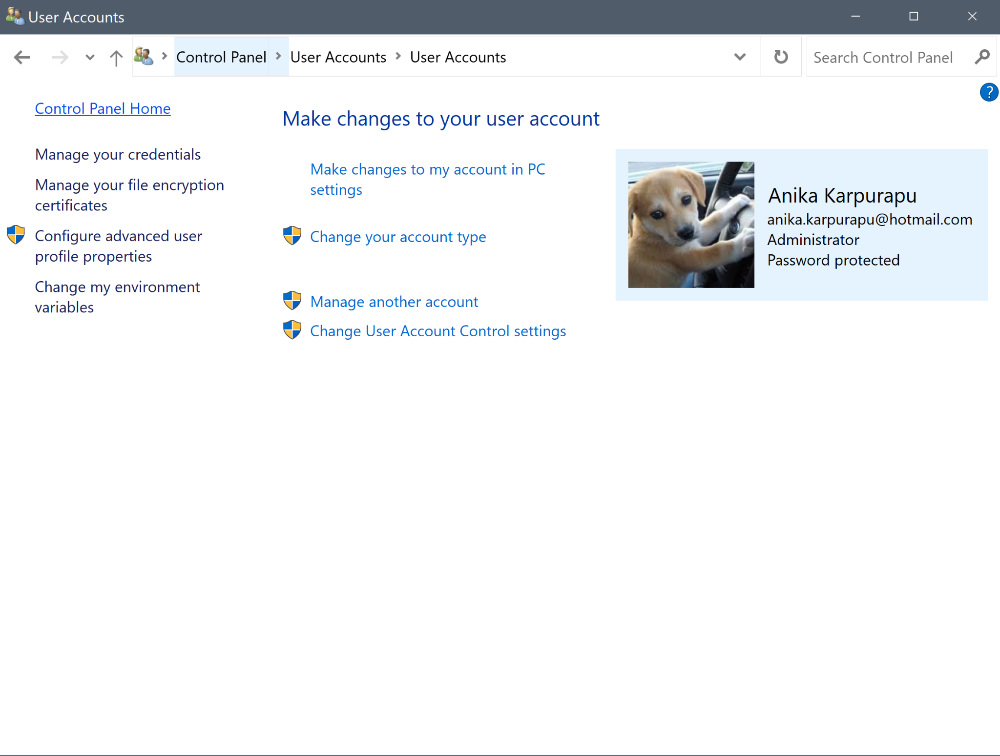 User Accounts
Control Panel
User Accounts
User Accounts
Search Control Panel
?
Control Panel Home
Manage your credentials
Manage your file encryption
certificates
Configure advanced user
profile properties
Change my environment
variables
Make changes to your user account
Make changes to my account in PC
settings
Change your account type
Manage another account
Change User Account Control settings
Anika Karpurapu
anika.karpurapu@hotmail.com
Administrator
Password protected